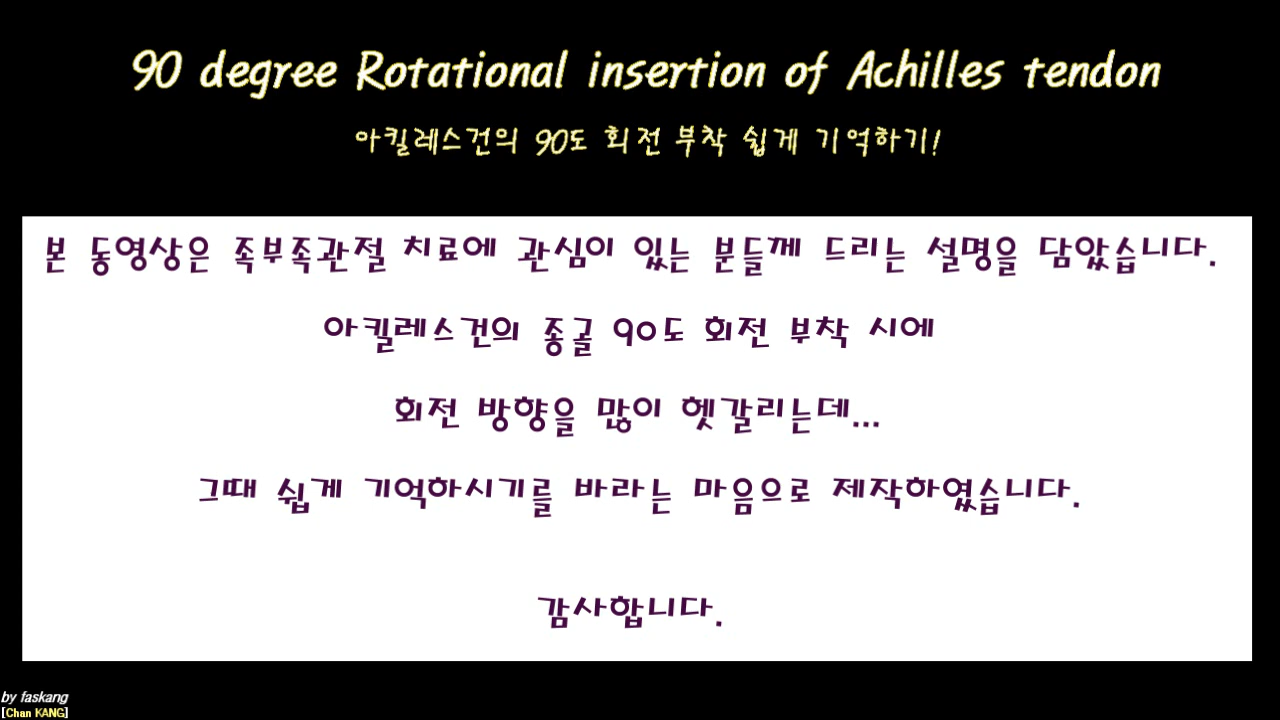 90 degree Rotational insertion of Achilles tendon
아킬레스건의 90도 회전 부착 쉽게 기억하기!
본 동영상은 족부족관절 치료에 관심이 있는 분들께 드리는 설명을 담았습니다.
아킬레스건의 종골 90도 회전 부착 시에
회전 방향을 많이 헷갈리는데...
그때 쉽게 기억하시기를 바라는 마음으로 제작하였습니다.
감사합니다.
by faskang
[Chan KANG]